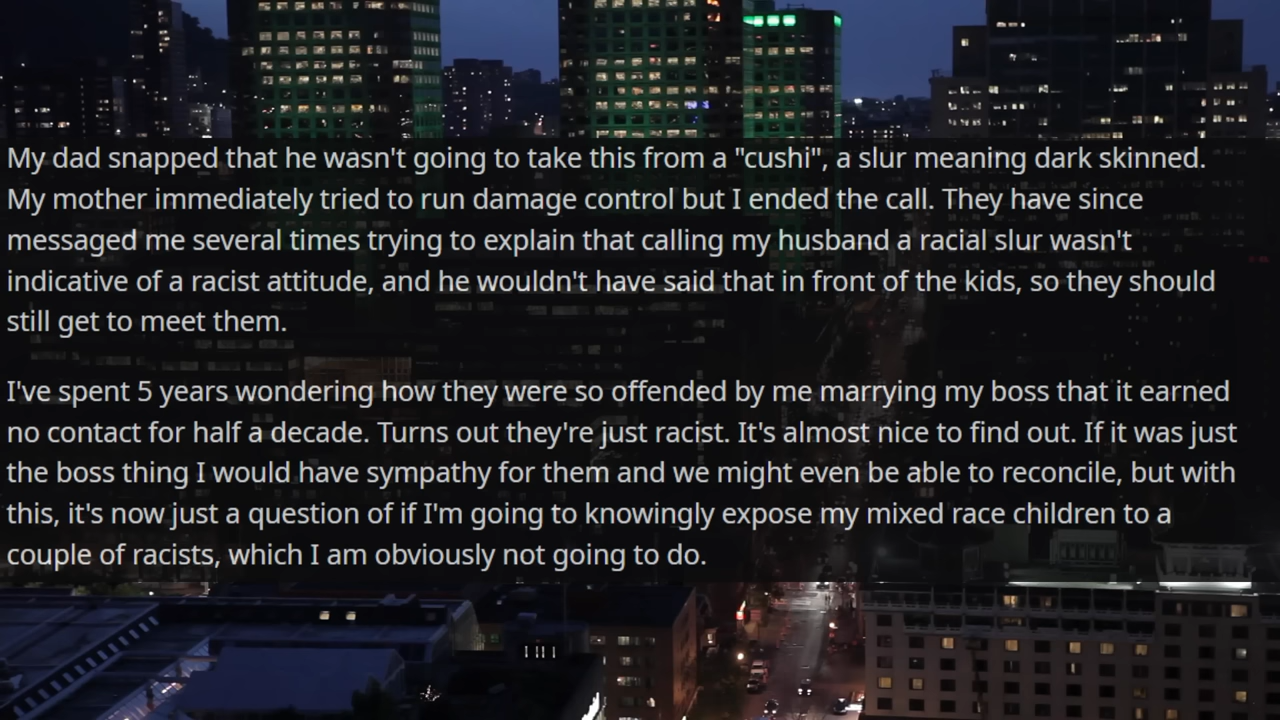 My dad snapped that he wasn't going to take this from a "cushi", a slur meaning dark skinned.
My mother immediately tried to run damage control but I ended the call. They have since
messaged me several times trying to explain that calling my husband a racial slur wasn't
indicative of a racist attitude, and he wouldn't have said that in front of the kids, so they should
still get to meet them.
I've spent 5 years wondering how they were so offended by me marrying my boss that it earned
no contact for half a decade. Turns out they're just racist. It's almost nice to find out. If it was just
the boss thing I would have sympathy for them and we might even be able to reconcile, but with
this, it's now just a question of if I'm going to knowingly expose my mixed race children to a
couple of racists, which I am obviously not going to do.